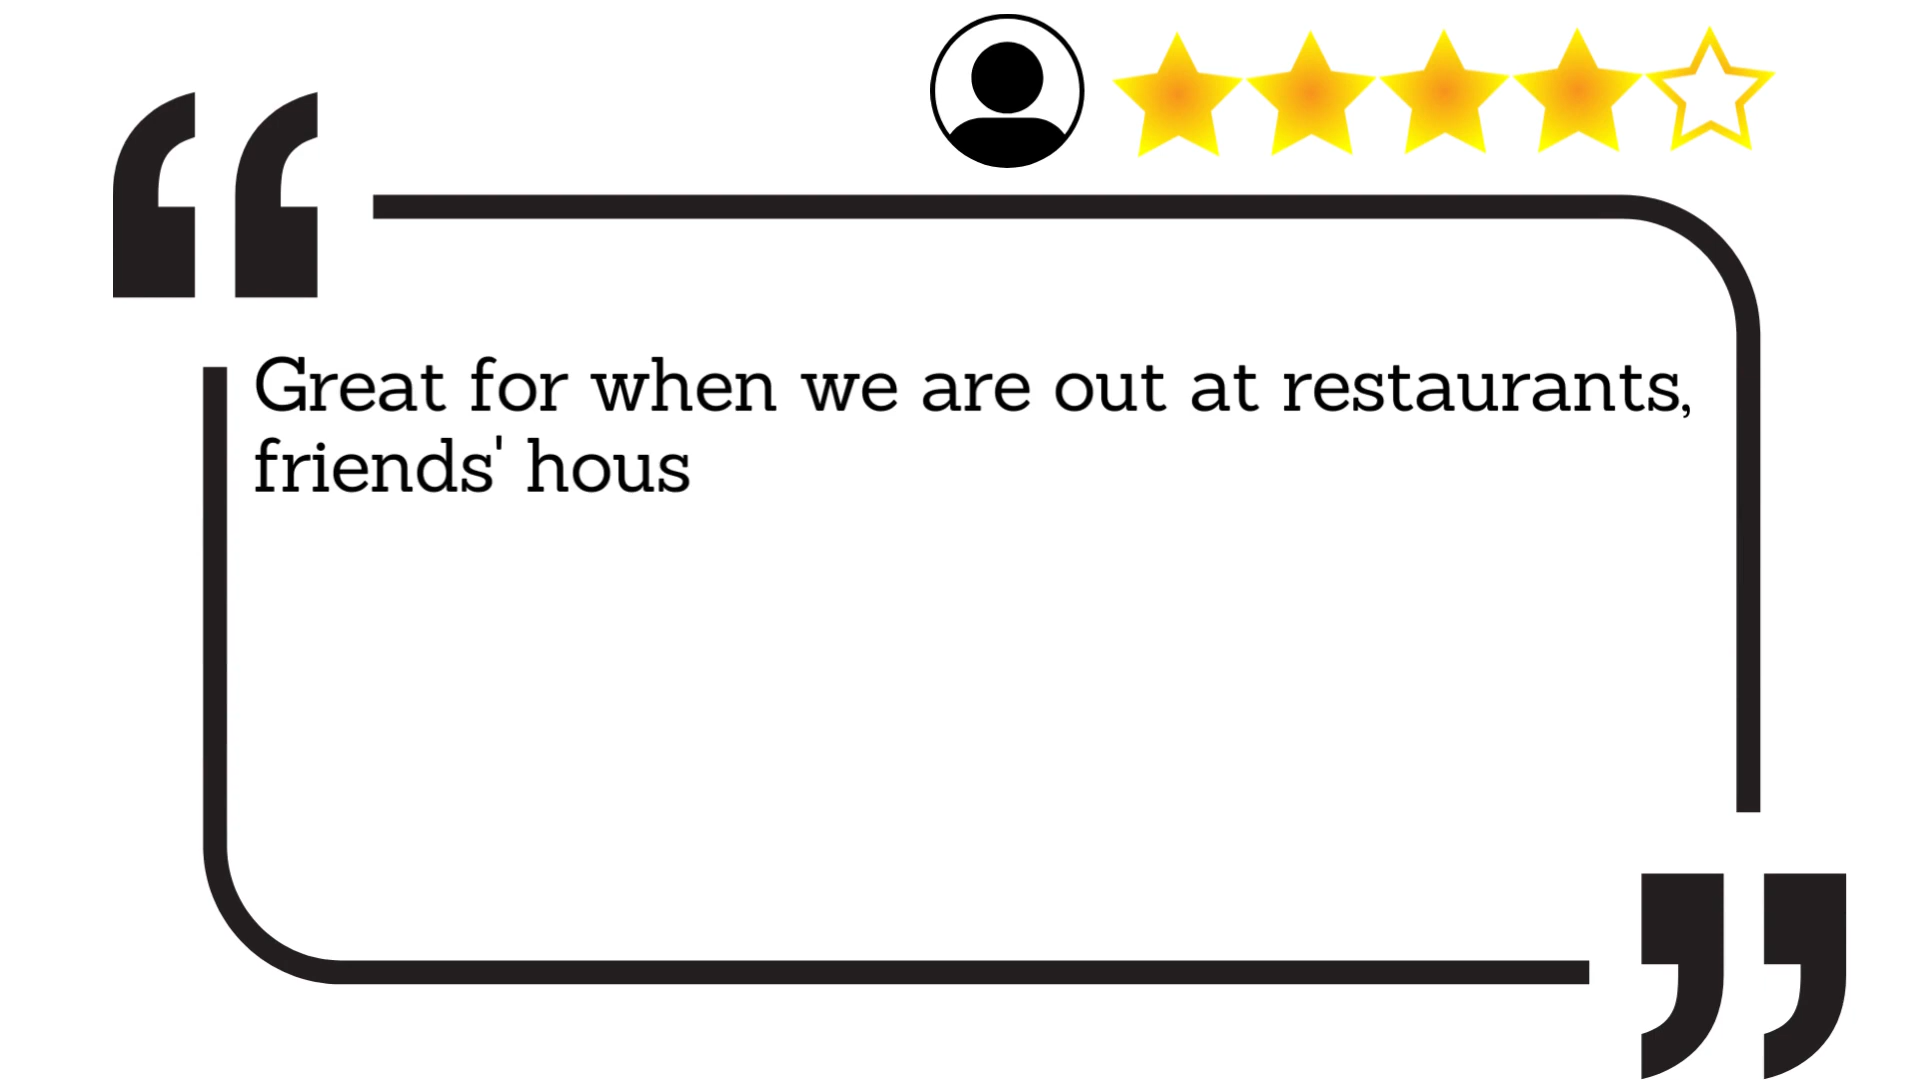 Great for when we are out at restaurants,
friends' hous